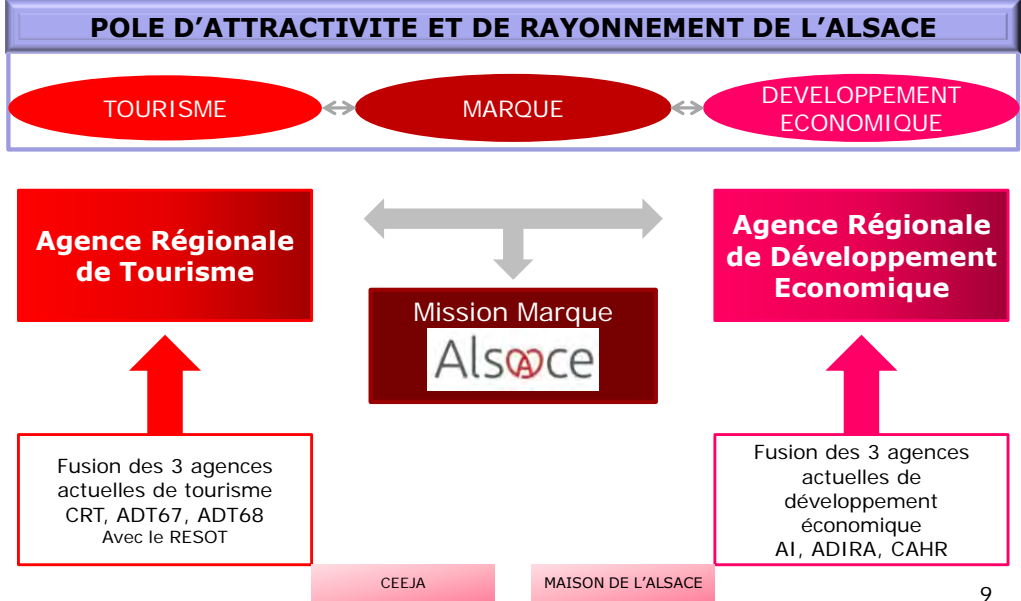 POLE D’ATTRACTIVITE ET DE RAYONNEMENT DE L’ALSACE
TOURISME
MARQUE
DEVELOPPEMENT
ECONOMIQUE
Agence Régionale
de Tourisme
Agence Régionale
de Développement
Economique
Mission Marque
Alsace
Fusion des 3 agences
actuelles de tourisme
CRT, ADT67, ADT68
Avec le RESOT
Fusion des 3 agences
actuelles de
développement
économique
AI, ADIRA, CAHR
CEEJA
MAISON DE L’ALSACE
9